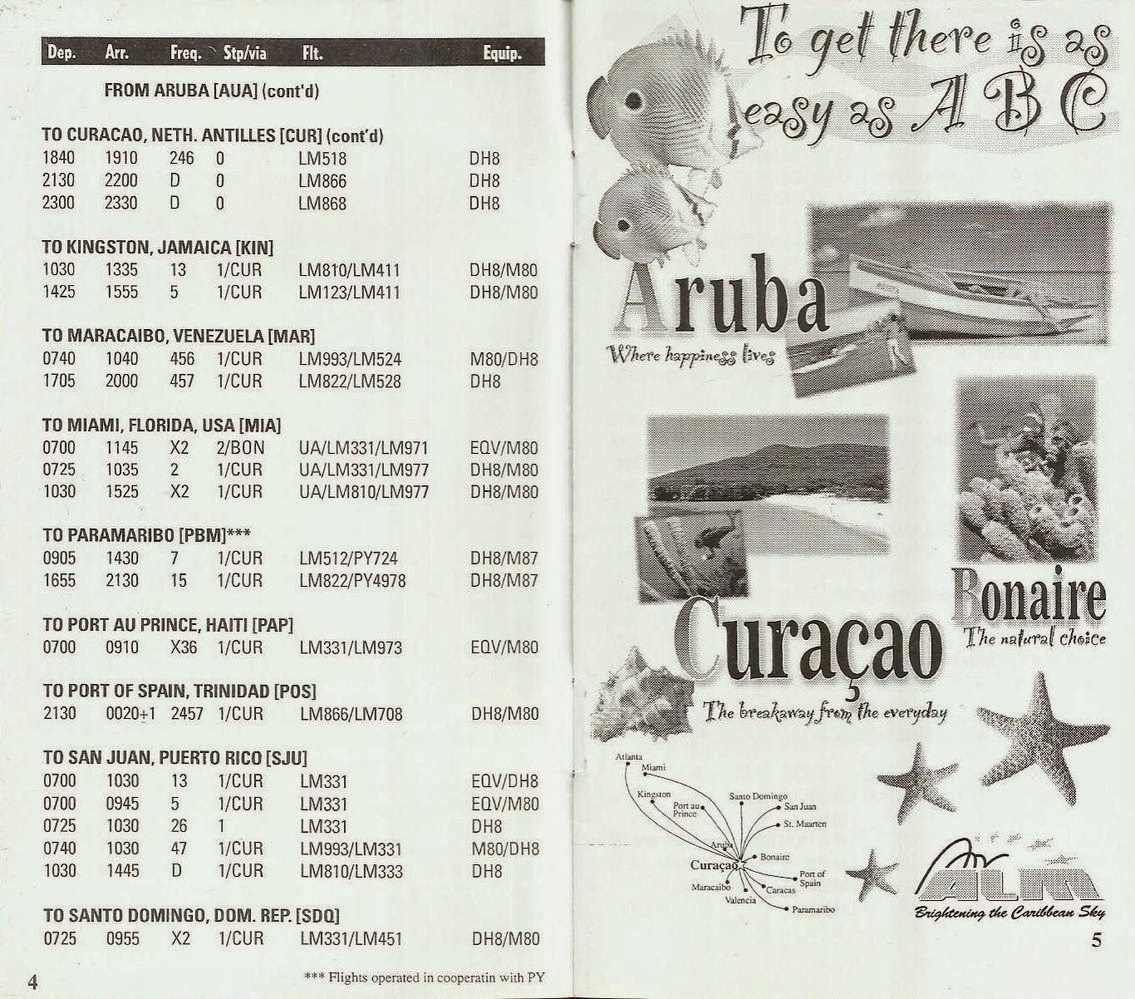 Dep. Arr. Freq. Stp/via Flt. Equip.
FROM ARUBA [AUA] (cont'd)
TO CURACAO, NETH. ANTILLES [CUR] (cont'd)
1840 1910 246 0 LM518 DH8
2130 2200 D 0 LM866 DH8
2300 2330 D 0 LM868 DH8
TO KINGSTON, JAMAICA [KIN]
1030 1335 13 1/CUR LM810/LM411 DH8/M80
1425 1555 5 1/CUR LM123/LM411 DH8/M80
TO MARACAIBO, VENEZUELA [MAR]
0740 1040 456 1/CUR LM993/LM524 M80/DH8
1705 2000 457 1/CUR LM822/LM528 DH8
TO MIAMI, FLORIDA, USA [MIA]
0700 1145 X2 2/BON UA/LM331/LM971 EQV/M80
0725 1035 2 1/CUR UA/LM331/LM977 DH8/M80
1030 1525 X2 1/CUR UA/LM810/LM977 DH8/M80
TO PARAMARIBO [PBM]***
0905 1430 7 1/CUR LM512/PY724 DH8/M87
1655 2130 15 1/CUR LM822/PY4978 DH8/M87
TO PORT AU PRINCE, HAITI [PAP]
0700 0910 X36 1/CUR LM331/LM973 EQV/M80
TO PORT OF SPAIN, TRINIDAD [POS]
2130 0020+1 2457 1/CUR LM866/LM708 DH8/M80
TO SAN JUAN, PUERTO RICO [SJU]
0700 1030 13 1/CUR LM331 EQV/DH8
0700 0945 5 1/CUR LM331 EQV/M80
0725 1030 26 1 LM331 DH8
0740 1030 47 1/CUR LM993/LM331 M80/DH8
1030 1445 D 1/CUR LM810/LM333 DH8
TO SANTO DOMINGO, DOM. REP. [SDQ]
0725 0955 X2 1/CUR LM331/LM451 DH8/M80
*** Flights operated in cooperatin with PY
4
To get there is as
easy as A B C
Aruba
Where happiness lives
Bonaire
The natural choice
Curaçao
The breakaway from the everyday
Atlanta
Miami
Kingston
Port au
Prince
Santo Domingo
San Juan
St. Maarten
Aruba
Bonaire
Curaçao
Maracaibo
Valencia
Caracas
Port of
Spain
Paramaribo
Air
ALM
Brightening the Caribbean Sky
5